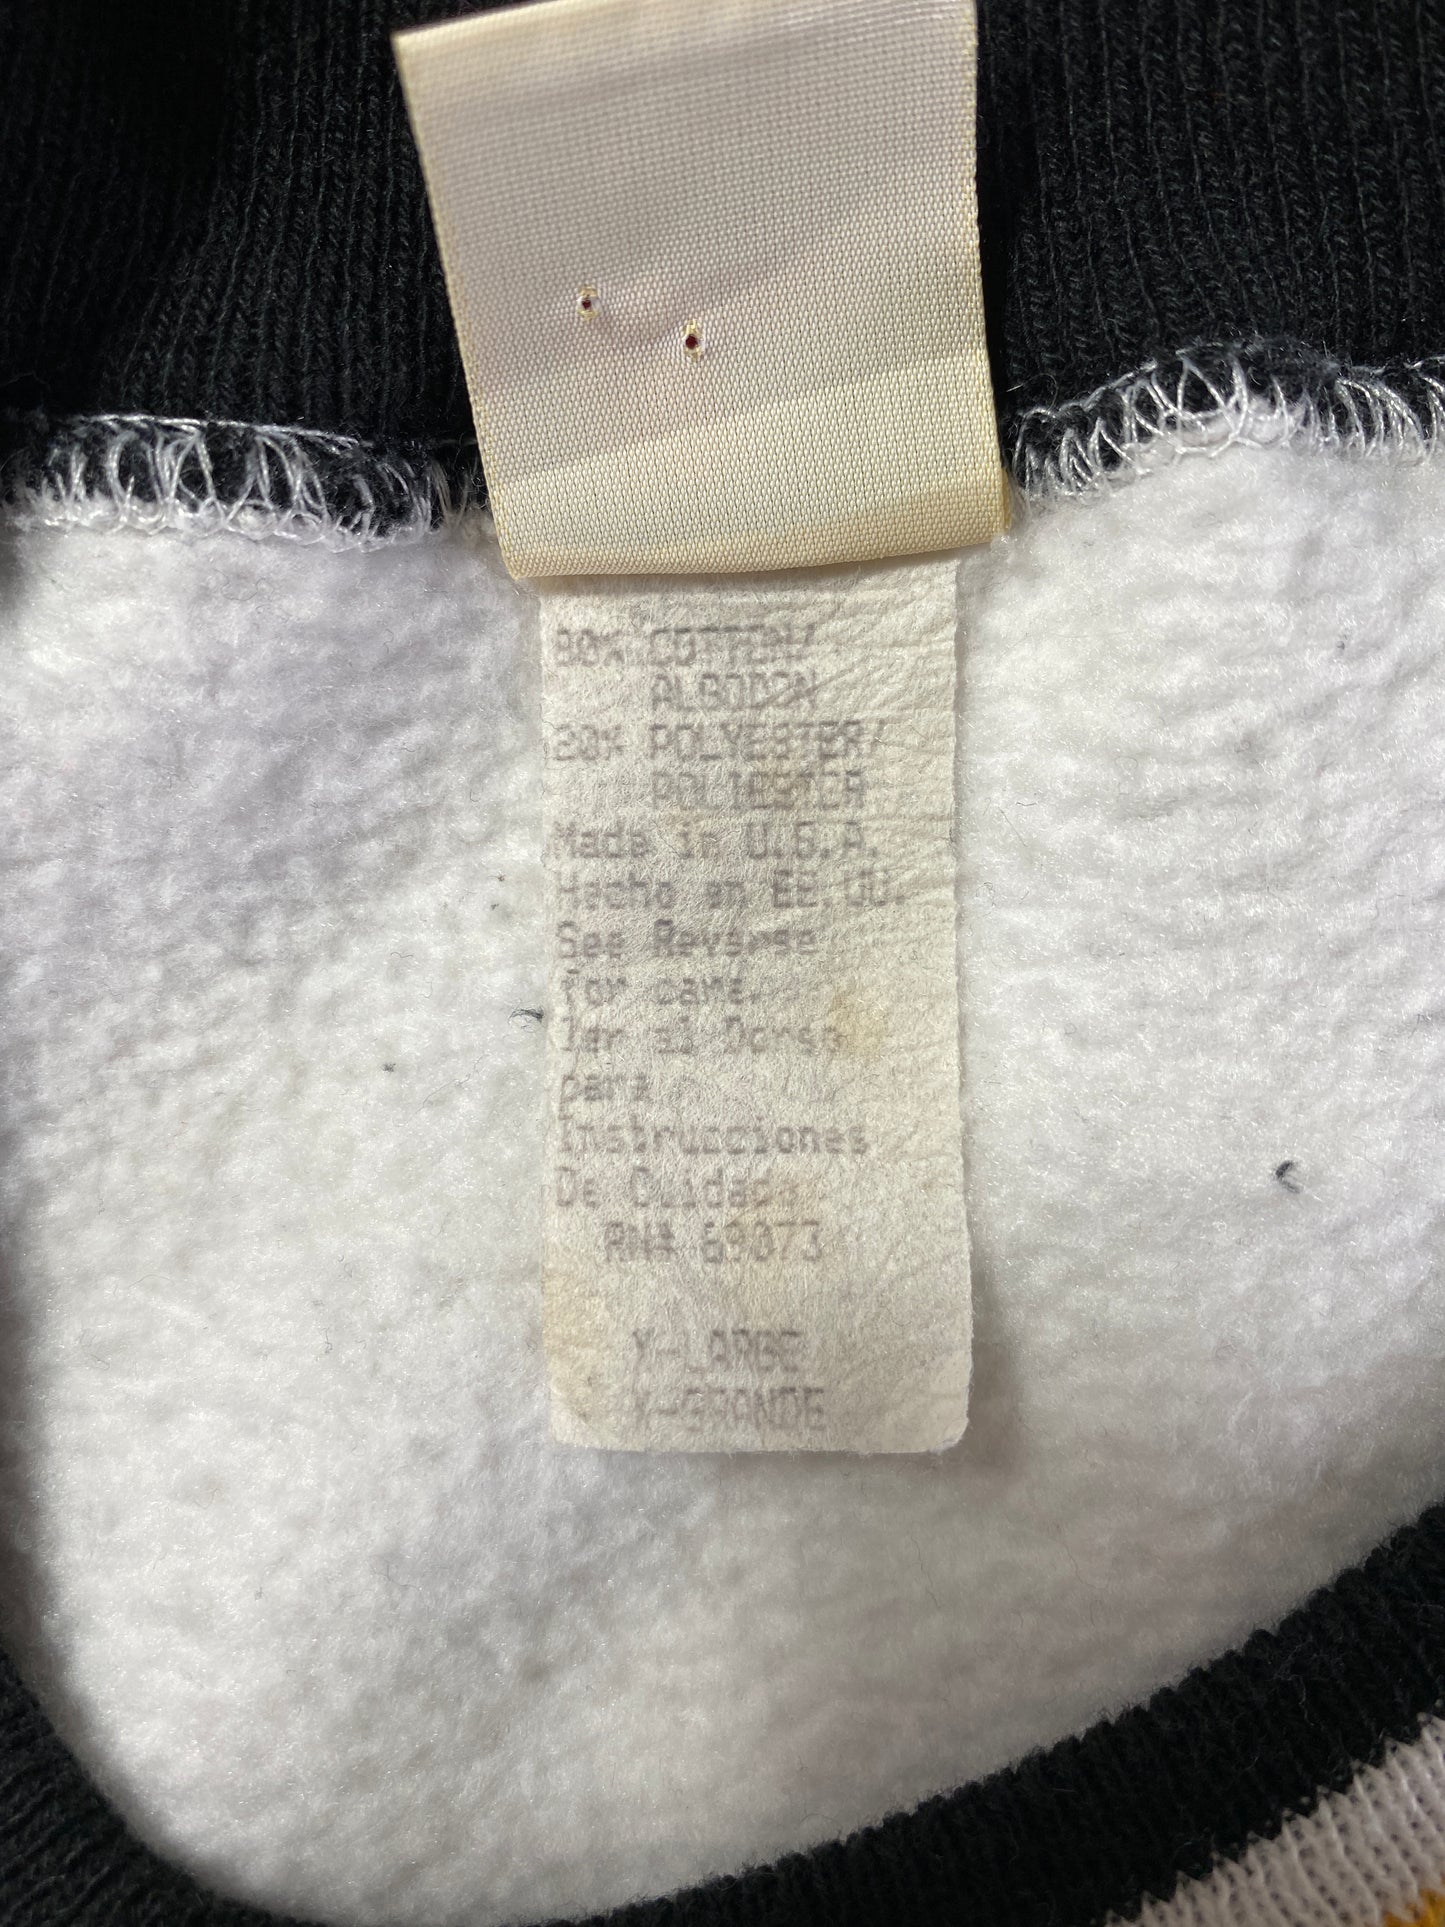 80% COTTON/
ALGODON
20% POLYESTER/
POLIESTER
Made in U.S.A.
Hecho en EE.UU.
See Reverse
for care.
Ver al Dorso
para
Instrucciones
De Cuidado
RN# 69073
X-LARGE
X-GRANDE